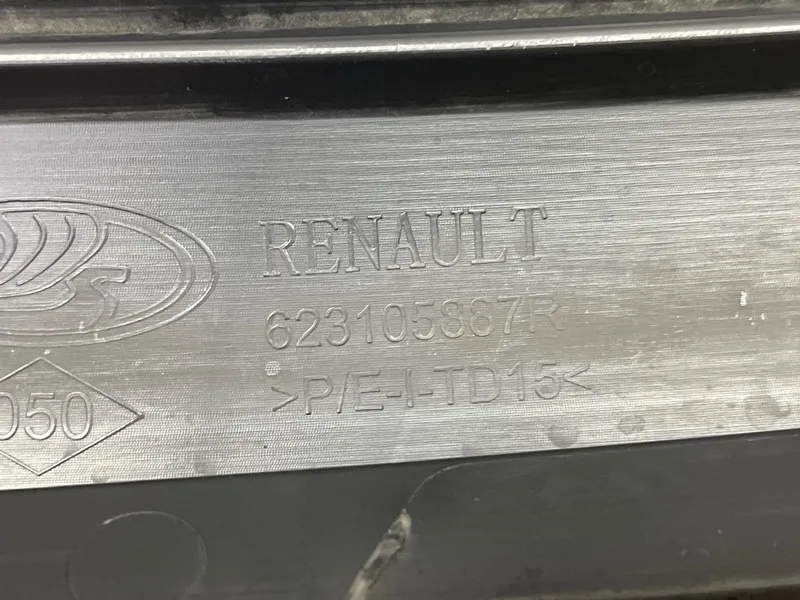 RENAULT
623105887R
>P/E-I-TD15<
050